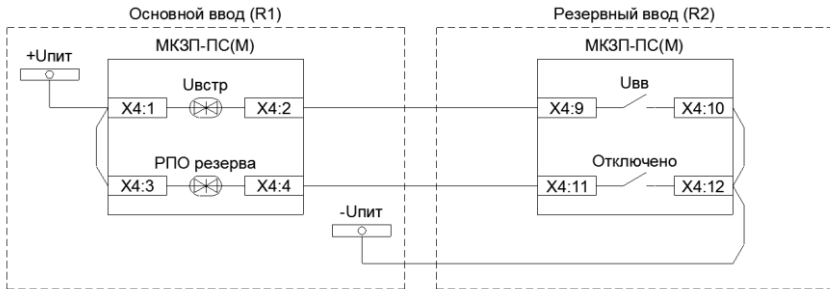 Основной ввод (R1)
Резервный ввод (R2)
+Uпит
МКЗП-ПС(М)
МКЗП-ПС(М)
Uвстр
Uвв
X4:1
X4:2
X4:9
X4:10
РПО резерва
Отключено
X4:3
X4:4
X4:11
X4:12
-Uпит